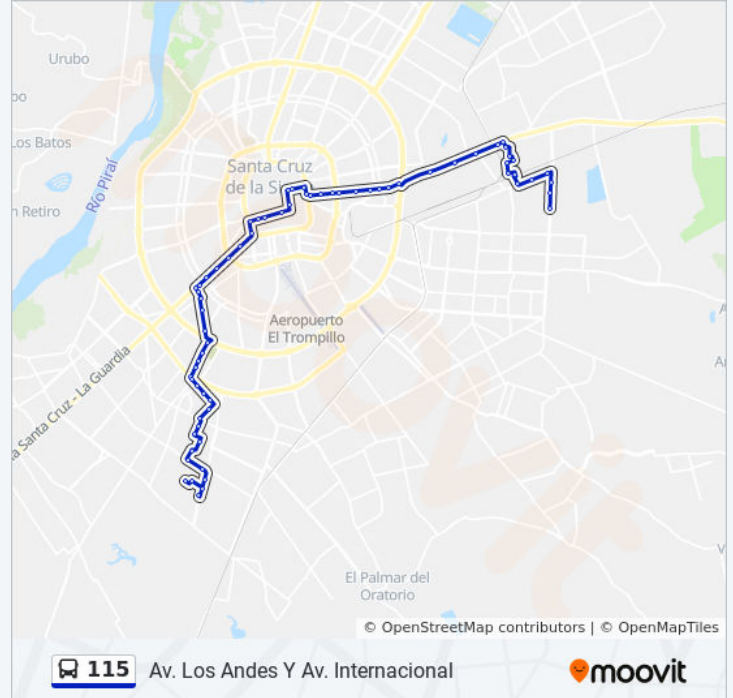 Urubo
Los Batos
Río Piraí
Santa Cruz
de la
Retiro
Aeropuerto
El Trompillo
Santa Cruz - La Guardia
El Palmar del
Oratorio
© OpenStreetMap contributors | © OpenMapTiles
115 Av. Los Andes Y Av. Internacional
moovit